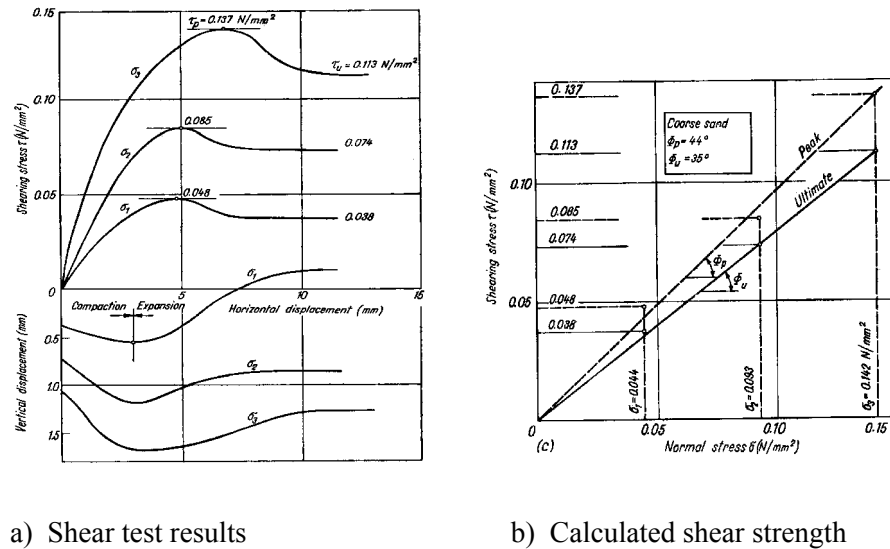 τp=0.137 N/mm²
τu=0.113 N/mm²
0.15
0.10
0.05
0
Shearing stress τ(N/mm²)
σ3
0.085
σ2
0.074
0.048
σ1
0.038
σ1
Compaction Expansion
5
10
15
Horizontal displacement (mm)
Vertical displacement (mm)
0.5
1.0
1.5
σ2
σ3
0.15
0.137
0.113
0.10
0.085
0.074
0.05
0.048
0.038
Shearing stress τ(N/mm²)
Coarse sand
Φp=44°
Φu=35°
Peak
Ultimate
Φp
Φu
σ1=0.044
σ2=0.093
σ3=0.142 N/mm²
0
0.05
0.10
0.15
(c)
Normal stress σ(N/mm²)
a) Shear test results
b) Calculated shear strength